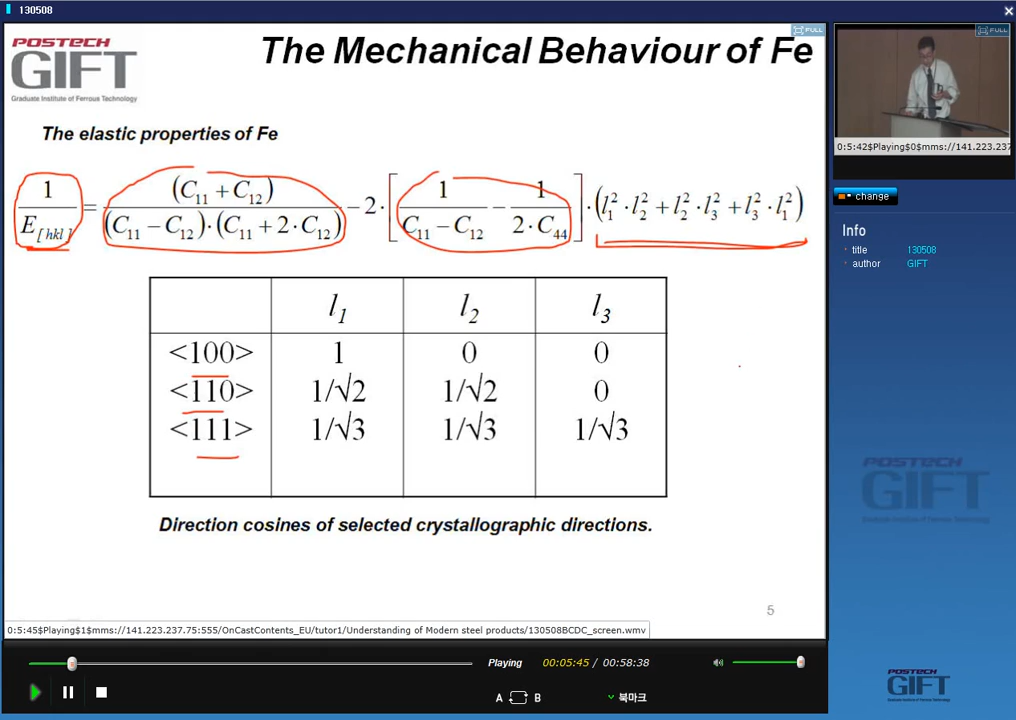 130508
POSTECH
GIFT
Graduate Institute of Ferrous Technology
The Mechanical Behaviour of Fe
FULL
FULL
The elastic properties of Fe
1/E[hkl] = (C11 + C12)/((C11 − C12)·(C11 + 2·C12)) − 2·[1/(C11 − C12) − 1/(2·C44)]·(l1²·l2² + l2²·l3² + l3²·l1²)
l1 l2 l3
<100> 1 0 0
<110> 1/√2 1/√2 0
<111> 1/√3 1/√3 1/√3
Direction cosines of selected crystallographic directions.
5
0:5:45$Playing$1$mms://141.223.237.75:555/OnCastContents_EU/tutor1/Understanding of Modern steel products/130508BCDC_screen.wmv
0:5:42$Playing$0$mms://141.223.237
change
Info
title 130508
author GIFT
POSTECH
GIFT
Playing 00:05:45 / 00:58:38
A B 북마크
POSTECH
GIFT